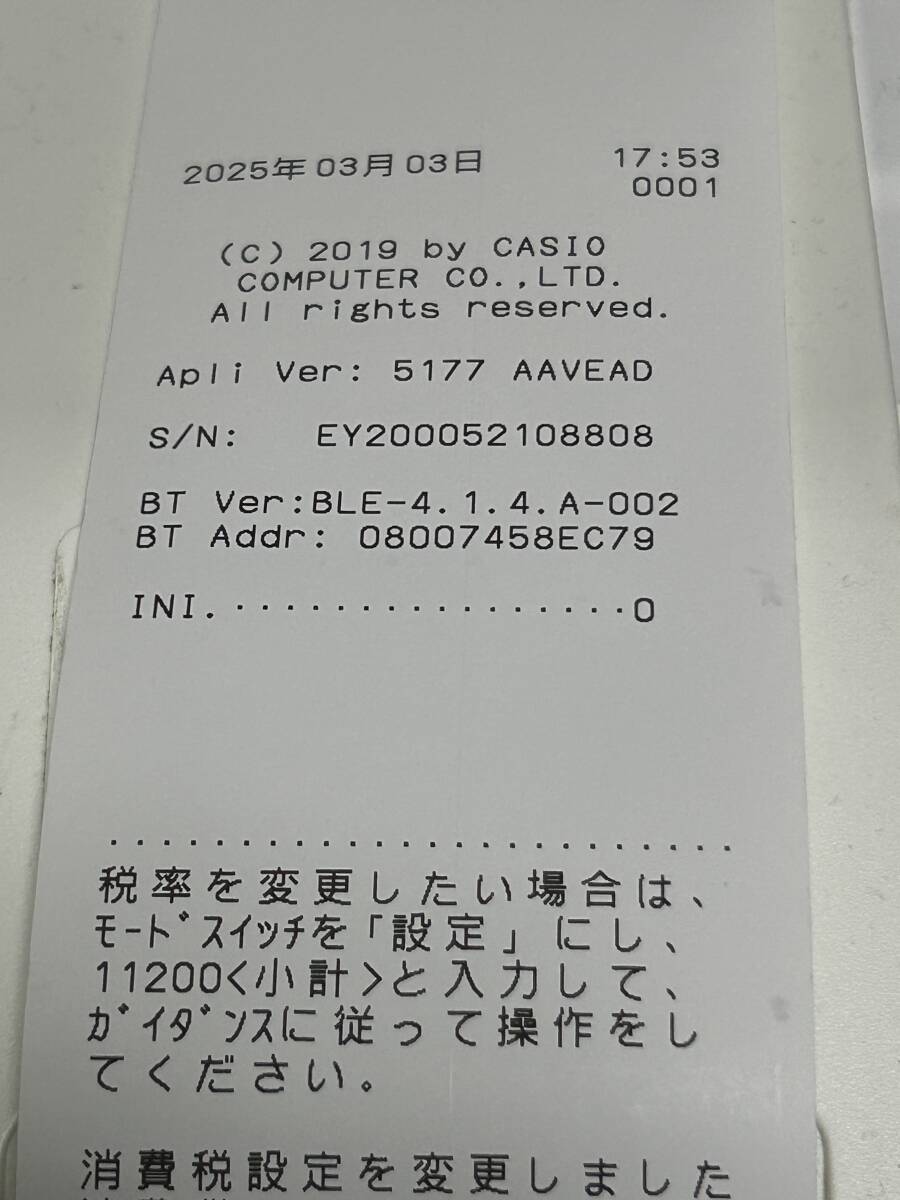 2025年03月03日 17:53
0001
(C) 2019 by CASIO
COMPUTER CO.,LTD.
All rights reserved.
Apli Ver: 5177 AAVEAD
S/N: EY200052108808
BT Ver:BLE-4.1.4.A-002
BT Addr: 08007458EC79
INI.･････････････････0
･････････････････････････
税率を変更したい場合は、
ﾓｰﾄﾞｽｲｯﾁを「設定」にし、
11200<小計>と入力して、
ｶﾞｲﾀﾞﾝｽに従って操作をし
てください。
消費税設定を変更しました